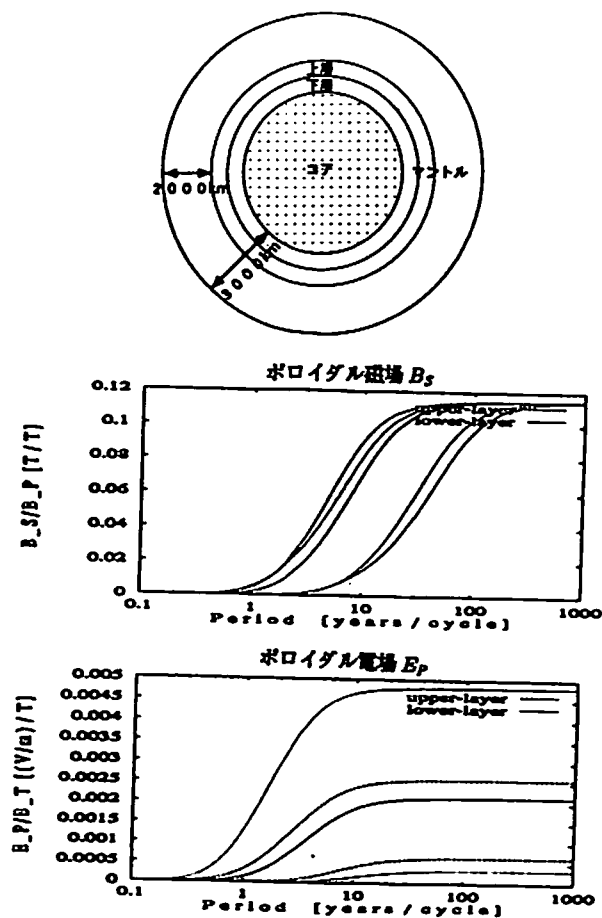 上層
下層
コア
マントル
2000km
3000km
ポロイダル磁場 B_S
0.12
0.1
0.08
0.06
0.04
0.02
0
B_S/B_P [T/T]
upper-layer
lower-layer
0.1 1 10 100 1000
Period [years/cycle]
ポロイダル電場 E_P
0.005
0.0045
0.004
0.0035
0.003
0.0025
0.002
0.0015
0.001
0.0005
0
B_P/B_T [(V/m)/T]
upper-layer
lower-layer
0.1 1 10 100 1000
Period [years/cycle]